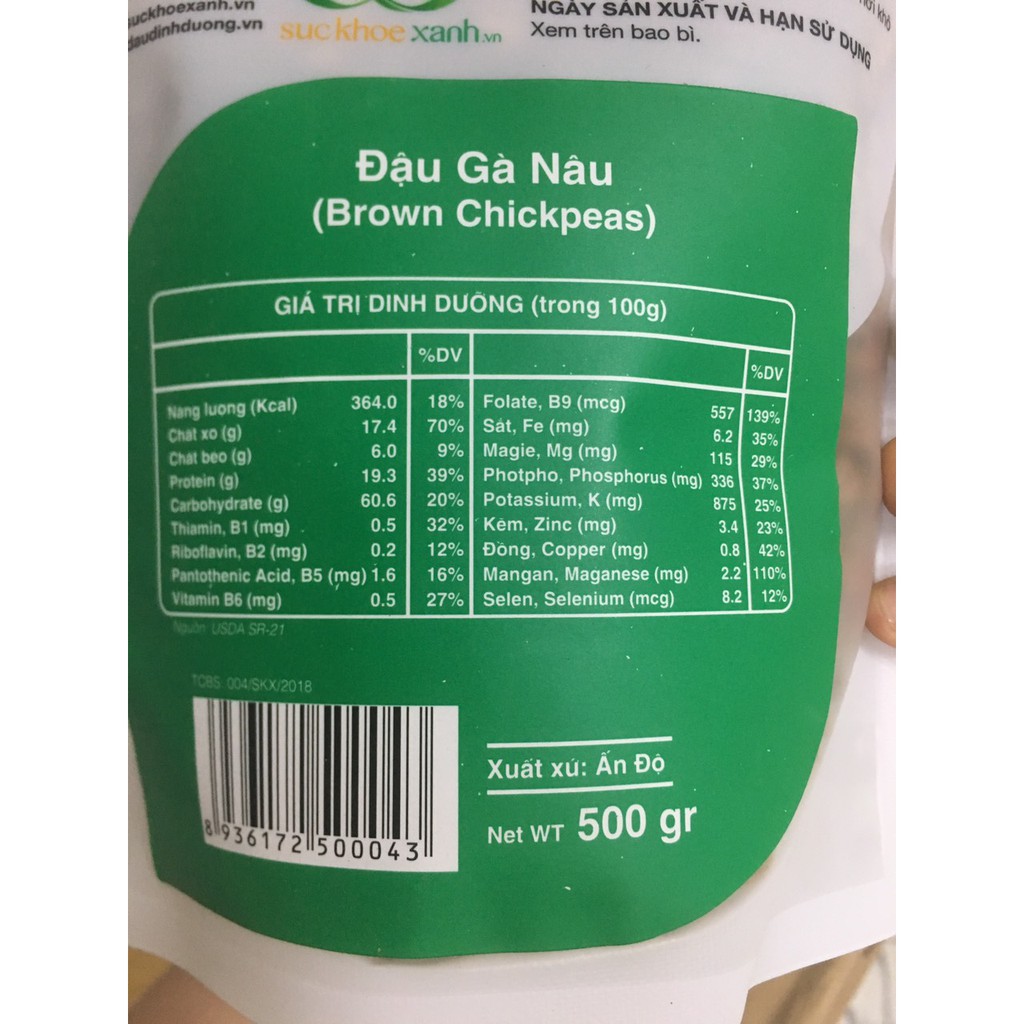 suckhoexanh.vn
daudinhduong.vn
suckhoe xanh.vn
NGÀY SẢN XUẤT VÀ HẠN SỬ DỤNG
Xem trên bao bì.
Đậu Gà Nâu
(Brown Chickpeas)
GIÁ TRỊ DINH DƯỠNG (trong 100g)
%DV %DV
Nang luong (Kcal) 364.0 18% Folate, B9 (mcg) 557 139%
Chât xo (g) 17.4 70% Sát, Fe (mg) 6.2 35%
Chât beo (g) 6.0 9% Magie, Mg (mg) 115 29%
Protein (g) 19.3 39% Photpho, Phosphorus (mg) 336 37%
Carbohydrate (g) 60.6 20% Potassium, K (mg) 875 25%
Thiamin, B1 (mg) 0.5 32% Kẽm, Zinc (mg) 3.4 23%
Riboflavin, B2 (mg) 0.2 12% Đồng, Copper (mg) 0.8 42%
Pantothenic Acid, B5 (mg) 1.6 16% Mangan, Maganese (mg) 2.2 110%
Vitamin B6 (mg) 0.5 27% Selen, Selenium (mcg) 8.2 12%
Nguồn: USDA SR-21
TCBS: 004/SKX/2018
8 936172 500043
Xuất xứ: Ấn Độ
Net WT 500 gr